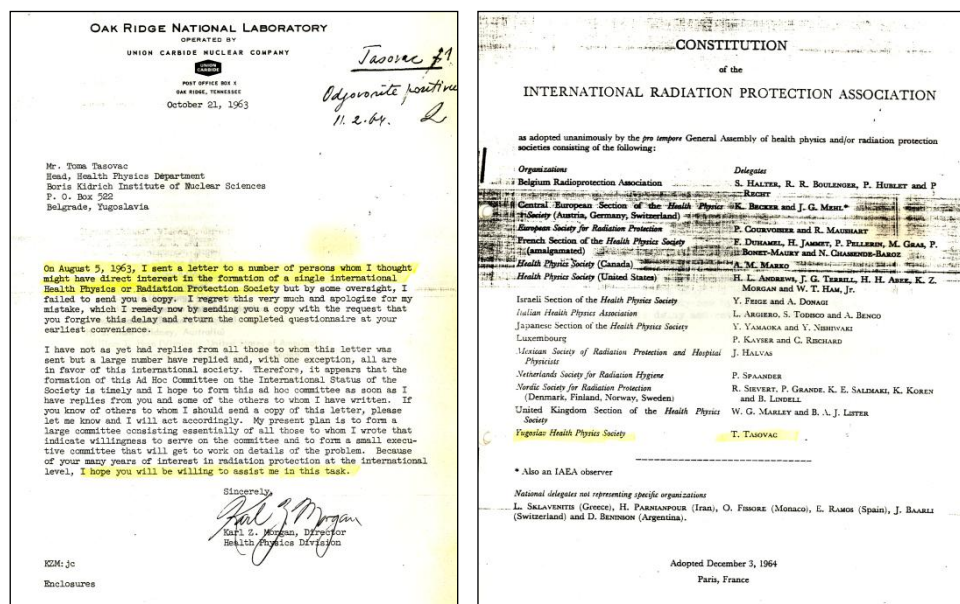 OAK RIDGE NATIONAL LABORATORY
OPERATED BY
UNION CARBIDE NUCLEAR COMPANY
UNION
CARBIDE
POST OFFICE BOX X
OAK RIDGE, TENNESSEE
October 21, 1963
Tasovac
Odgovorite positive
11.2.64.
Mr. Toma Tasovac
Head, Health Physics Department
Boris Kidrich Institute of Nuclear Sciences
P. O. Box 522
Belgrade, Yugoslavia
On August 5, 1963, I sent a letter to a number of persons whom I thought
might have direct interest in the formation of a single international
Health Physics or Radiation Protection Society but by some oversight, I
failed to send you a copy. I regret this very much and apologize for my
mistake, which I remedy now by sending you a copy with the request that
you forgive this delay and return the completed questionnaire at your
earliest convenience.
I have not as yet had replies from all those to whom this letter was
sent but a large number have replied and, with one exception, all are
in favor of this international society. Therefore, it appears that the
formation of this Ad Hoc Committee on the International Status of the
Society is timely and I hope to form this ad hoc committee as soon as I
have replies from you and some of the others to whom I have written. If
you know of others to whom I should send a copy of this letter, please
let me know and I will act accordingly. My present plan is to form a
large committee consisting essentially of all those to whom I wrote that
indicate willingness to serve on the committee and to form a small execu-
tive committee that will get to work on details of the problem. Because
of your many years of interest in radiation protection at the international
level, I hope you will be willing to assist me in this task.
Sincerely,
Karl Z. Morgan
Karl Z. Morgan, Director
Health Physics Division
KZM:jc
Enclosures
CONSTITUTION
of the
INTERNATIONAL RADIATION PROTECTION ASSOCIATION
as adopted unanimously by the pro tempore General Assembly of health physics and/or radiation protection
societies consisting of the following:
Organizations Delegates
Belgium Radioprotection Association S. HALTER, R. R. BOULENGER, P. HUBLET and P
RECHT
Central European Section of the Health Physics K. BECKER and J. G. MEHL*
Society (Austria, Germany, Switzerland)
European Society for Radiation Protection P. COURVOISIER and R. MAUSHART
French Section of the Health Physics Society F. DUHAMEL, H. JAMMET, P. PELLERIN, M. GRAS, P.
(amalgamated) BONET-MAURY and N. CHASSENDE-BAROZ
Health Physics Society (Canada) A. M. MARKO
Health Physics Society (United States) H. L. ANDREWS, J. G. TERRILL, H. H. ABEE, K. Z.
MORGAN and W. T. HAM, Jr.
Israeli Section of the Health Physics Society Y. FEIGE and A. DONAGI
Italian Health Physics Association L. ARGIERO, S. TODISCO and A. BENCO
Japanese Section of the Health Physics Society Y. YAMAOKA and Y. NISHIWAKI
Luxembourg P. KAYSER and C. RISCHARD
Mexican Society of Radiation Protection and Hospital J. HALVAS
Physicists
Netherlands Society for Radiation Hygiene P. SPAANDER
Nordic Society for Radiation Protection R. SIEVERT, P. GRANDE, K. E. SALIMAKI, K. KOREN
(Denmark, Finland, Norway, Sweden) and B. LINDELL
United Kingdom Section of the Health Physics W. G. MARLEY and B. A. J. LISTER
Society
Yugoslav Health Physics Society T. TASOVAC
* Also an IAEA observer
National delegates not representing specific organizations
L. SKLAVENITIS (Greece), H. PARNIANPOUR (Iran), O. FISSORE (Monaco), E. RAMOS (Spain), J. BAARLI
(Switzerland) and D. BENINSON (Argentina).
Adopted December 3, 1964
Paris, France